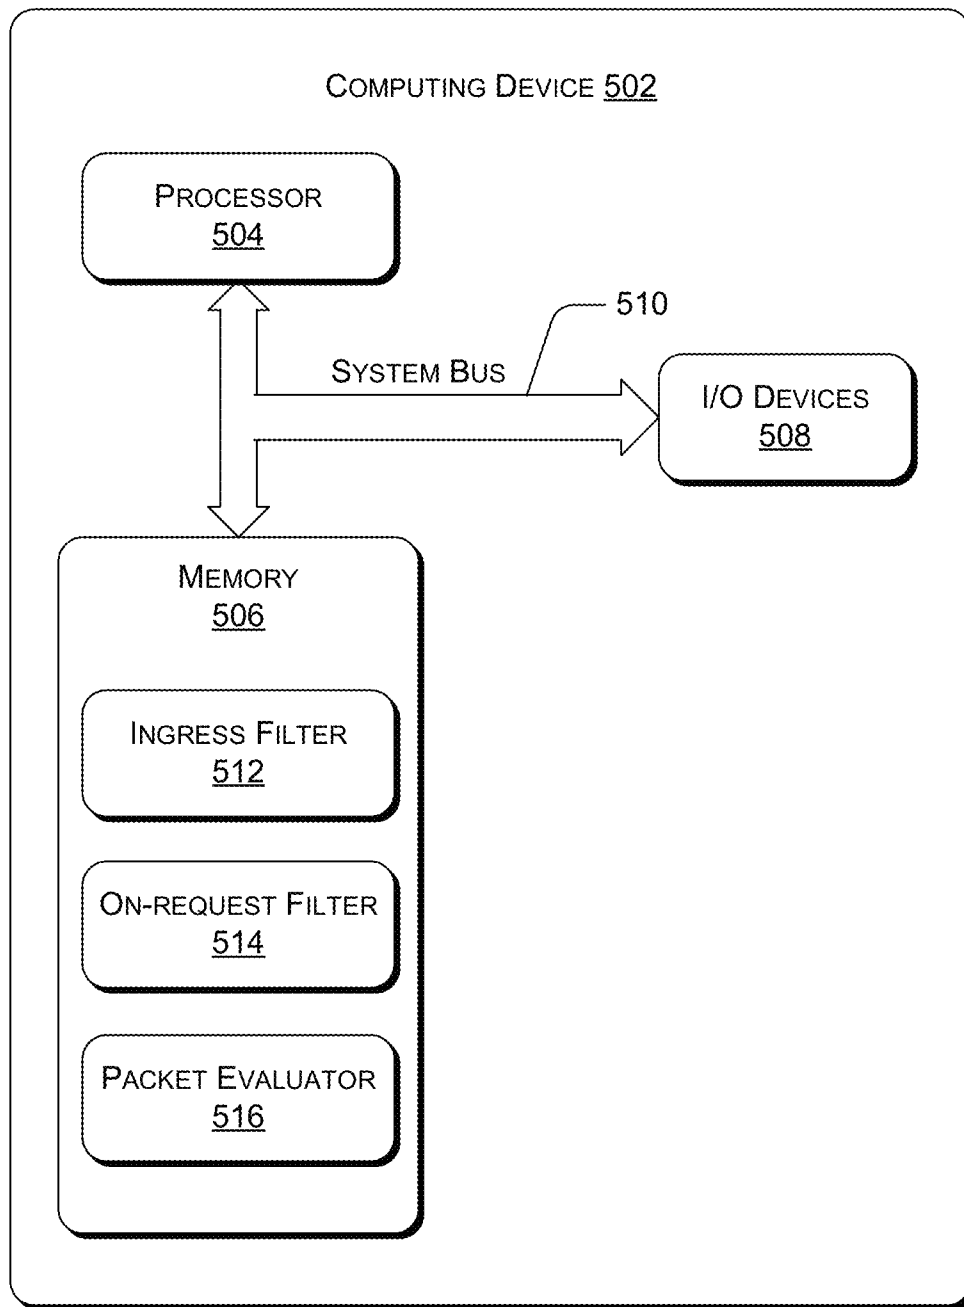 COMPUTING DEVICE 502
PROCESSOR
504
510
SYSTEM BUS
I/O DEVICES
508
MEMORY
506
INGRESS FILTER
512
ON-REQUEST FILTER
514
PACKET EVALUATOR
516